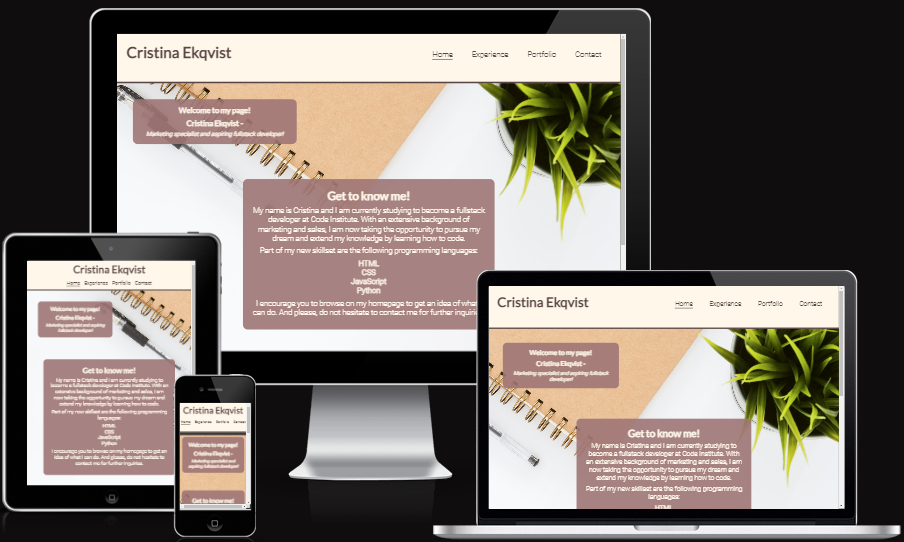 Cristina Ekqvist
Home Experience Portfolio Contact
Welcome to my page!
Cristina Ekqvist -
Marketing specialist and aspiring fullstack developer!
Get to know me!
My name is Cristina and I am currently studying to become a fullstack
developer at Code Institute. With an extensive background of
marketing and sales, I am now taking the opportunity to pursue my
dream and extend my knowledge by learning how to code.
Part of my new skillset are the following programming languages:
HTML
CSS
JavaScript
Python
I encourage you to browse on my homepage to get an idea of what
can do. And please, do not hesitate to contact me for further
Cristina Ekqvist
Home Experience Portfolio Contact
Welcome to my page!
Cristina Ekqvist -
Marketing specialist and aspiring
fullstack developer!
Get to know me!
My name is Cristina and I am currently studying to
become a fullstack developer at Code Institute. With an
extensive background of marketing and sales, I am
now taking the opportunity to pursue my dream and
extend my knowledge by learning how to code.
Part of my new skillset are the following programming
languages:
HTML
CSS
JavaScript
Python
I encourage you to browse on my homepage to get an
idea of what I can do. And please, do not hesitate to
contact me for further inquiries.
Cristina Ekqvist
Home Experience Portfolio Contact
Welcome to my page!
Cristina Ekqvist -
Marketing specialist and aspiring
fullstack developer!
Get to know me!
Cristina Ekqvist
Home Experience Portfolio Contact
Welcome to my page!
Cristina Ekqvist -
Marketing specialist and aspiring fullstack
developer!
Get to know me!
My name is Cristina and I am currently studying to
become a fullstack developer at Code Institute. With
an extensive background of marketing and sales, I am
now taking the opportunity to pursue my dream and
extend my knowledge by learning how to code.
Part of my new skillset are the following programming
languages:
HTML